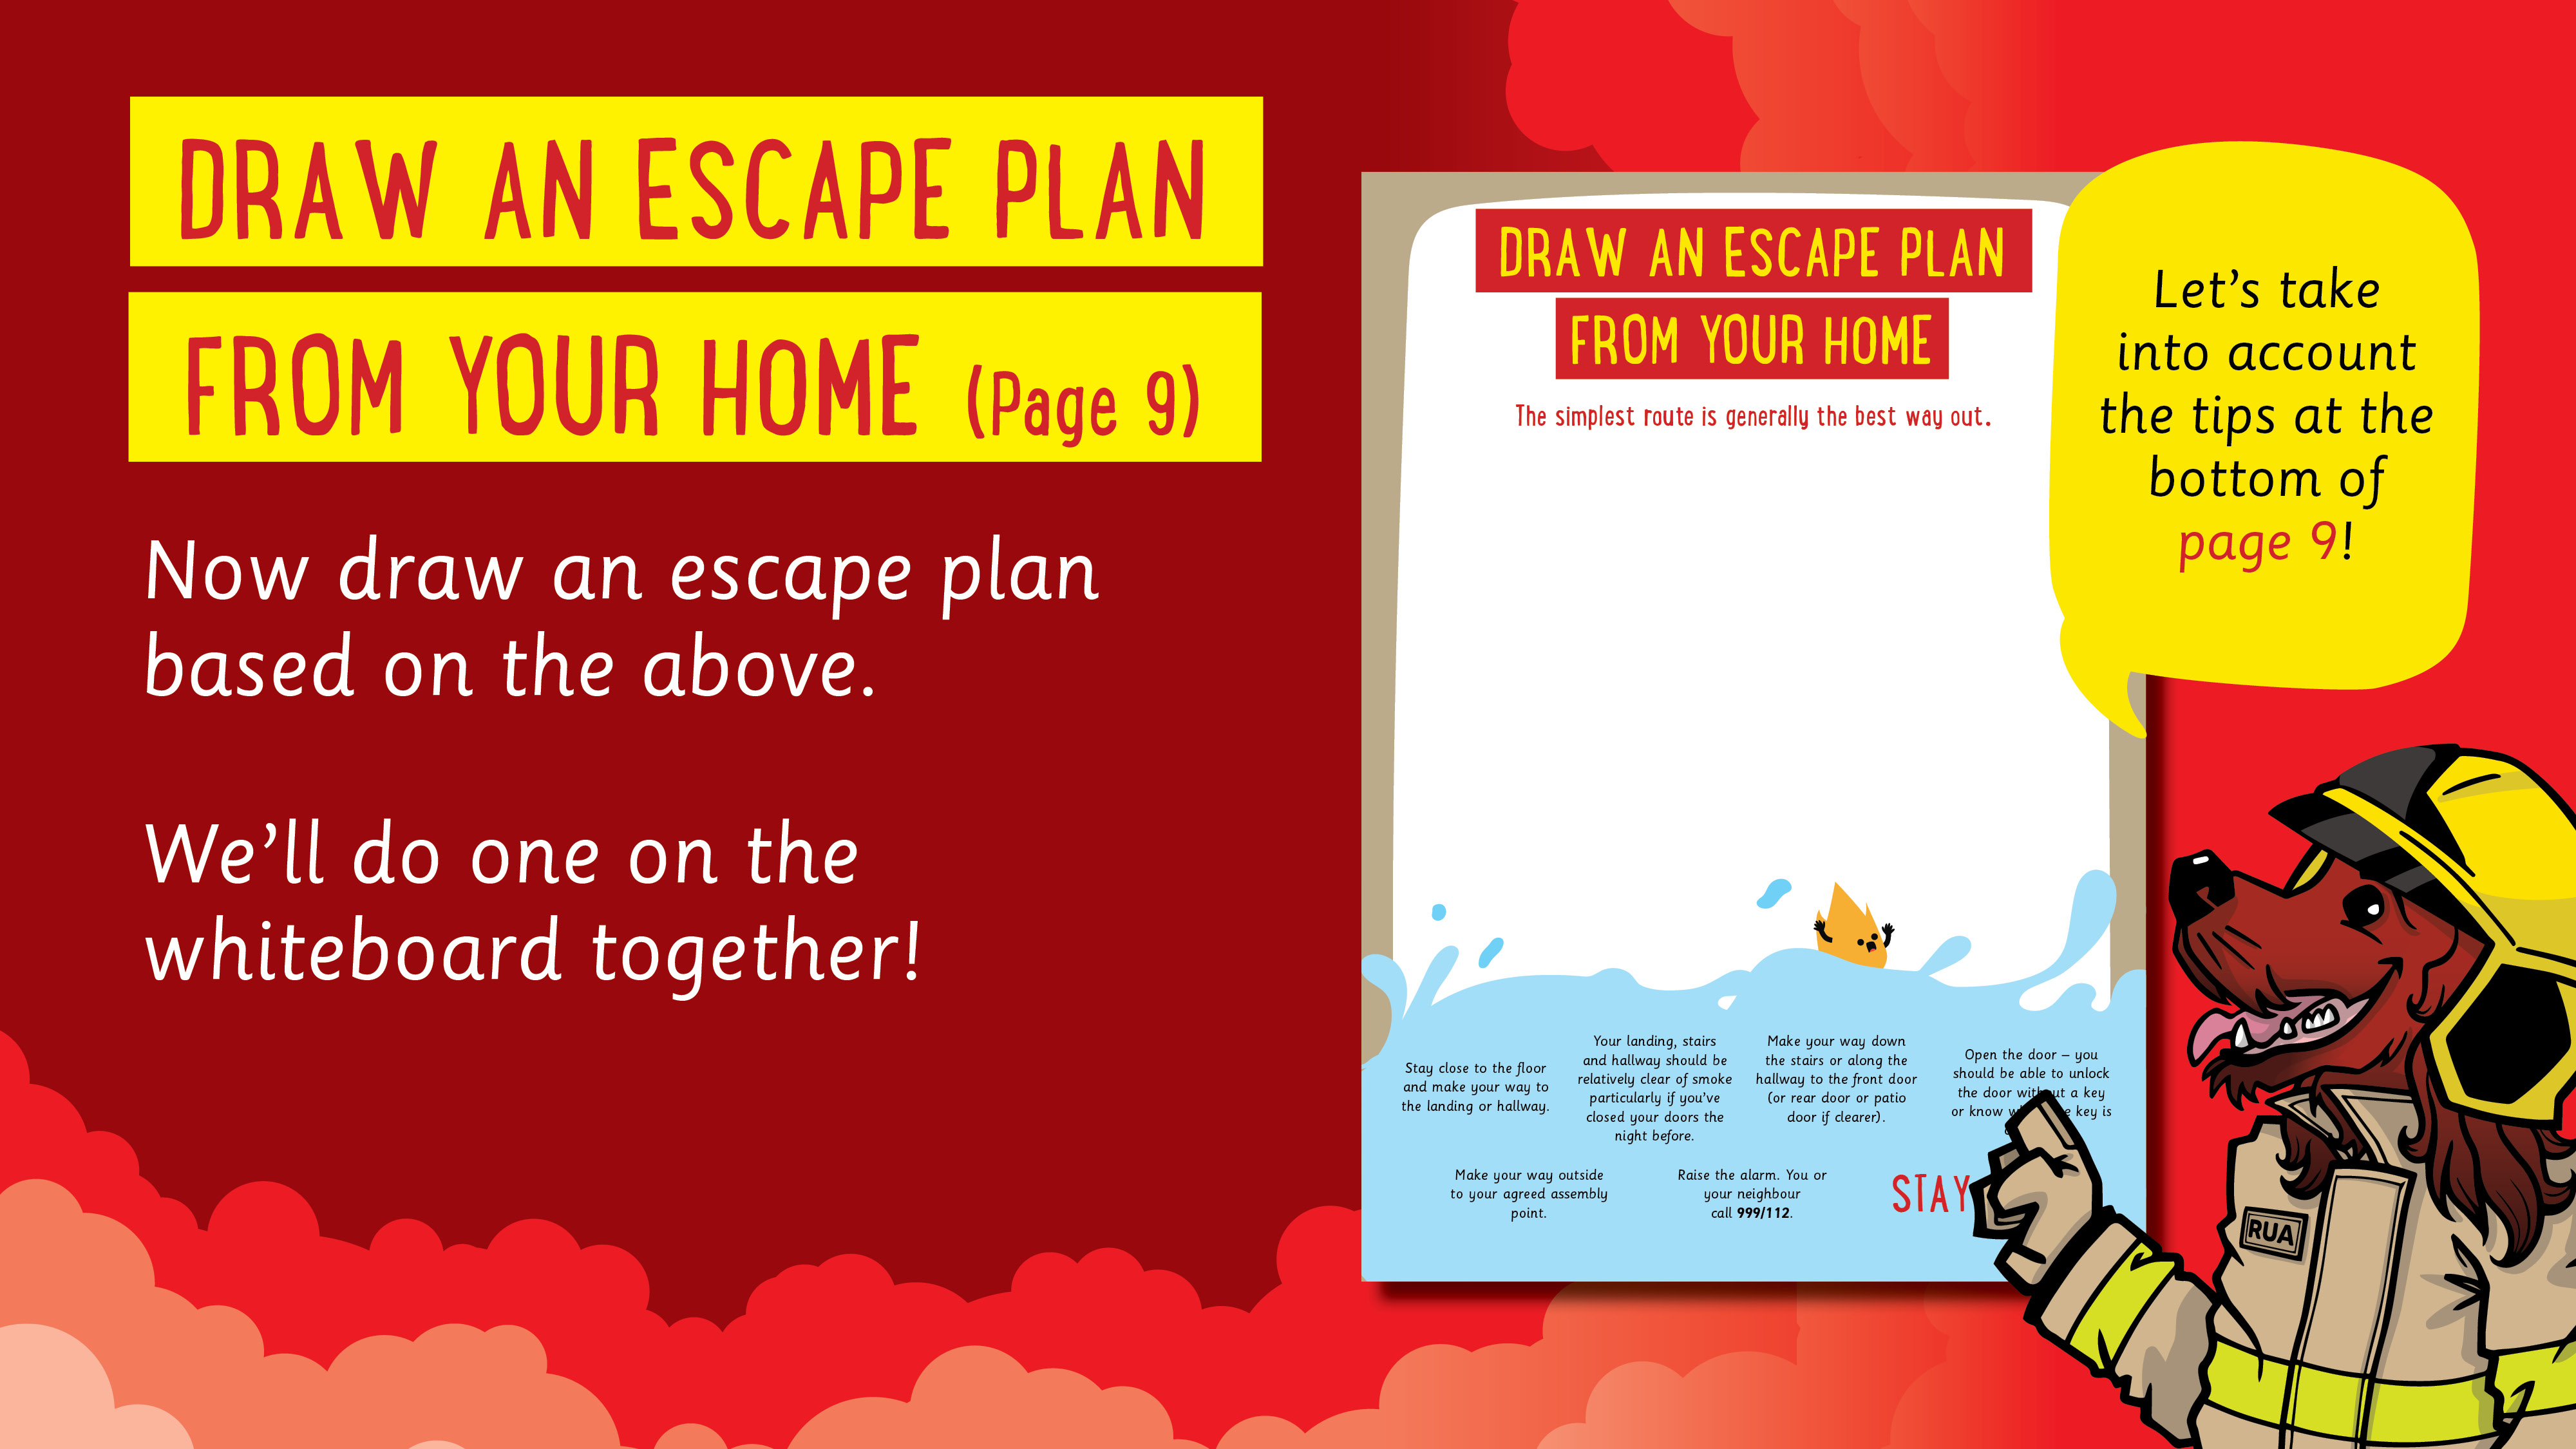 DRAW AN ESCAPE PLAN
FROM YOUR HOME (Page 9)
Now draw an escape plan
based on the above.
We'll do one on the
whiteboard together!
DRAW AN ESCAPE PLAN
FROM YOUR HOME
The simplest route is generally the best way out.
Stay close to the floor
and make your way to
the landing or hallway.
Your landing, stairs
and hallway should be
relatively clear of smoke
particularly if you've
closed your doors the
night before.
Make your way down
the stairs or along the
hallway to the front door
(or rear door or patio
door if clearer).
Open the door – you
should be able to unlock
the door without a key
or know key is
Make your way outside
to your agreed assembly
point.
Raise the alarm. You or
your neighbour
call 999/112.
STAY
Let's take
into account
the tips at the
bottom of
page 9!
RUA